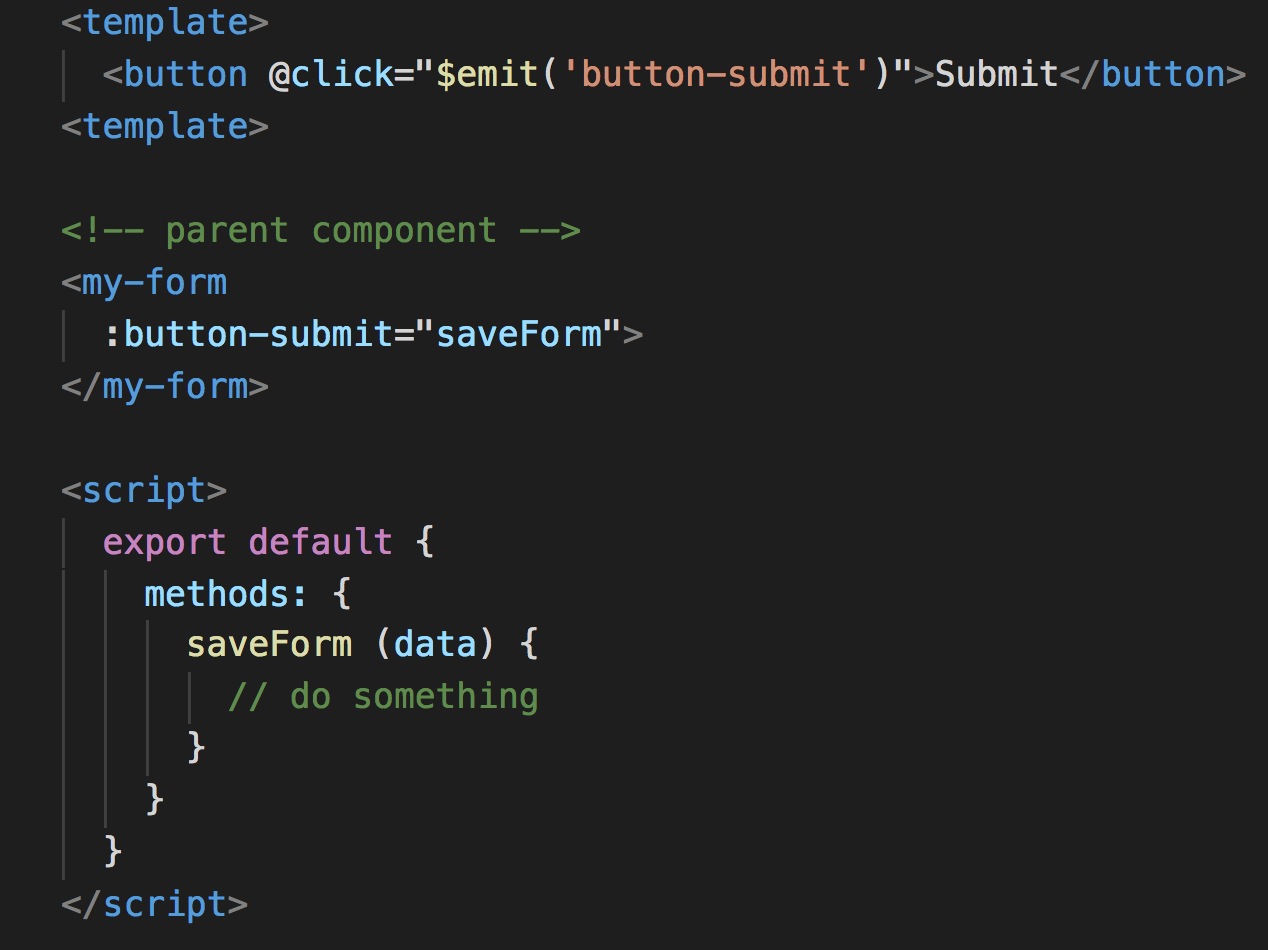 <template>
  <button @click="$emit('button-submit')">Submit</button>
<template>
<!-- parent component -->
<my-form
  :button-submit="saveForm">
</my-form>
<script>
  export default {
    methods: {
      saveForm (data) {
        // do something
      }
    }
  }
</script>